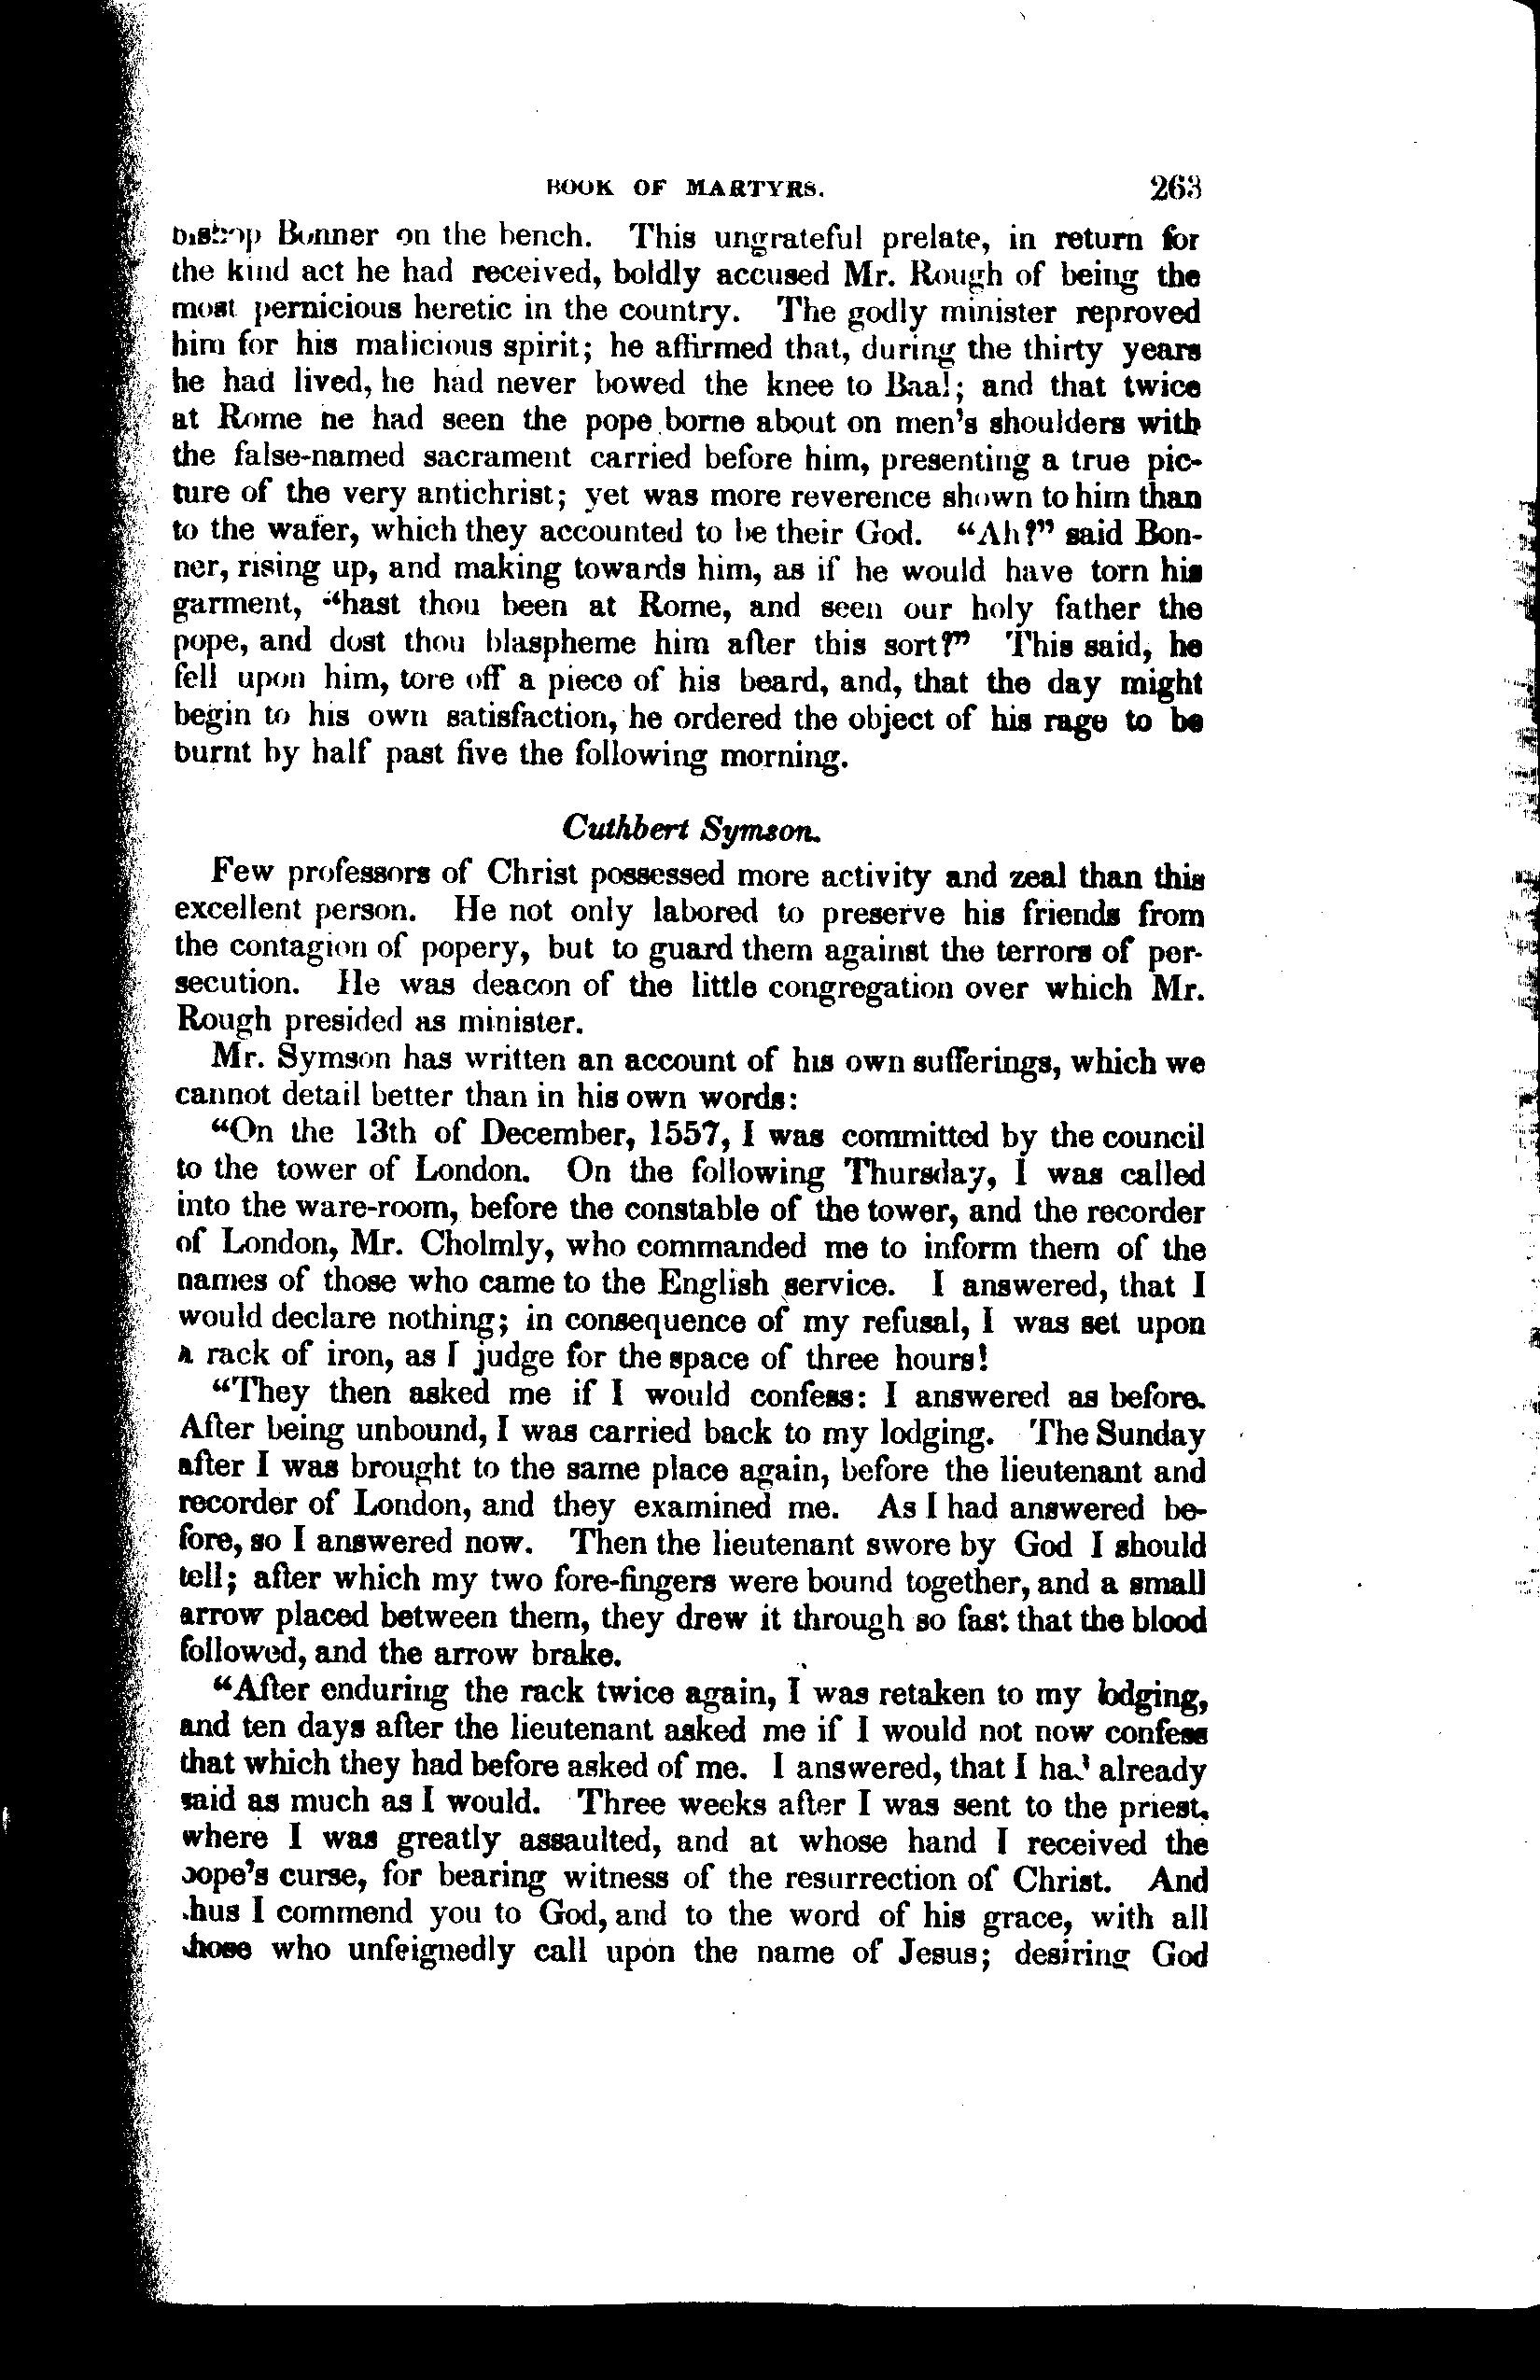 BOOK OF MARTYRS. 263
bishop Bonner on the bench. This ungrateful prelate, in return for
the kind act he had received, boldly accused Mr. Rough of being the
most pernicious heretic in the country. The godly minister reproved
him for his malicious spirit; he affirmed that, during the thirty years
he had lived, he had never bowed the knee to Baal; and that twice
at Rome he had seen the pope borne about on men's shoulders with
the false-named sacrament carried before him, presenting a true pic-
ture of the very antichrist; yet was more reverence shown to him than
to the wafer, which they accounted to be their God. "Ah?" said Bon-
ner, rising up, and making towards him, as if he would have torn his
garment, "hast thou been at Rome, and seen our holy father the
pope, and dost thou blaspheme him after this sort?" This said, he
fell upon him, tore off a piece of his beard, and, that the day might
begin to his own satisfaction, he ordered the object of his rage to be
burnt by half past five the following morning.
Cuthbert Symson.
Few professors of Christ possessed more activity and zeal than this
excellent person. He not only labored to preserve his friends from
the contagion of popery, but to guard them against the terrors of per-
secution. He was deacon of the little congregation over which Mr.
Rough presided as minister.
Mr. Symson has written an account of his own sufferings, which we
cannot detail better than in his own words:
"On the 13th of December, 1557, I was committed by the council
to the tower of London. On the following Thursday, I was called
into the ware-room, before the constable of the tower, and the recorder
of London, Mr. Cholmly, who commanded me to inform them of the
names of those who came to the English service. I answered, that I
would declare nothing; in consequence of my refusal, I was set upon
a rack of iron, as I judge for the space of three hours!
"They then asked me if I would confess: I answered as before.
After being unbound, I was carried back to my lodging. The Sunday
after I was brought to the same place again, before the lieutenant and
recorder of London, and they examined me. As I had answered be-
fore, so I answered now. Then the lieutenant swore by God I should
tell; after which my two fore-fingers were bound together, and a small
arrow placed between them, they drew it through so fast that the blood
followed, and the arrow brake.
"After enduring the rack twice again, I was retaken to my lodging,
and ten days after the lieutenant asked me if I would not now confess
that which they had before asked of me. I answered, that I had already
said as much as I would. Three weeks after I was sent to the priest,
where I was greatly assaulted, and at whose hand I received the
pope's curse, for bearing witness of the resurrection of Christ. And
thus I commend you to God, and to the word of his grace, with all
those who unfeignedly call upon the name of Jesus; desiring God